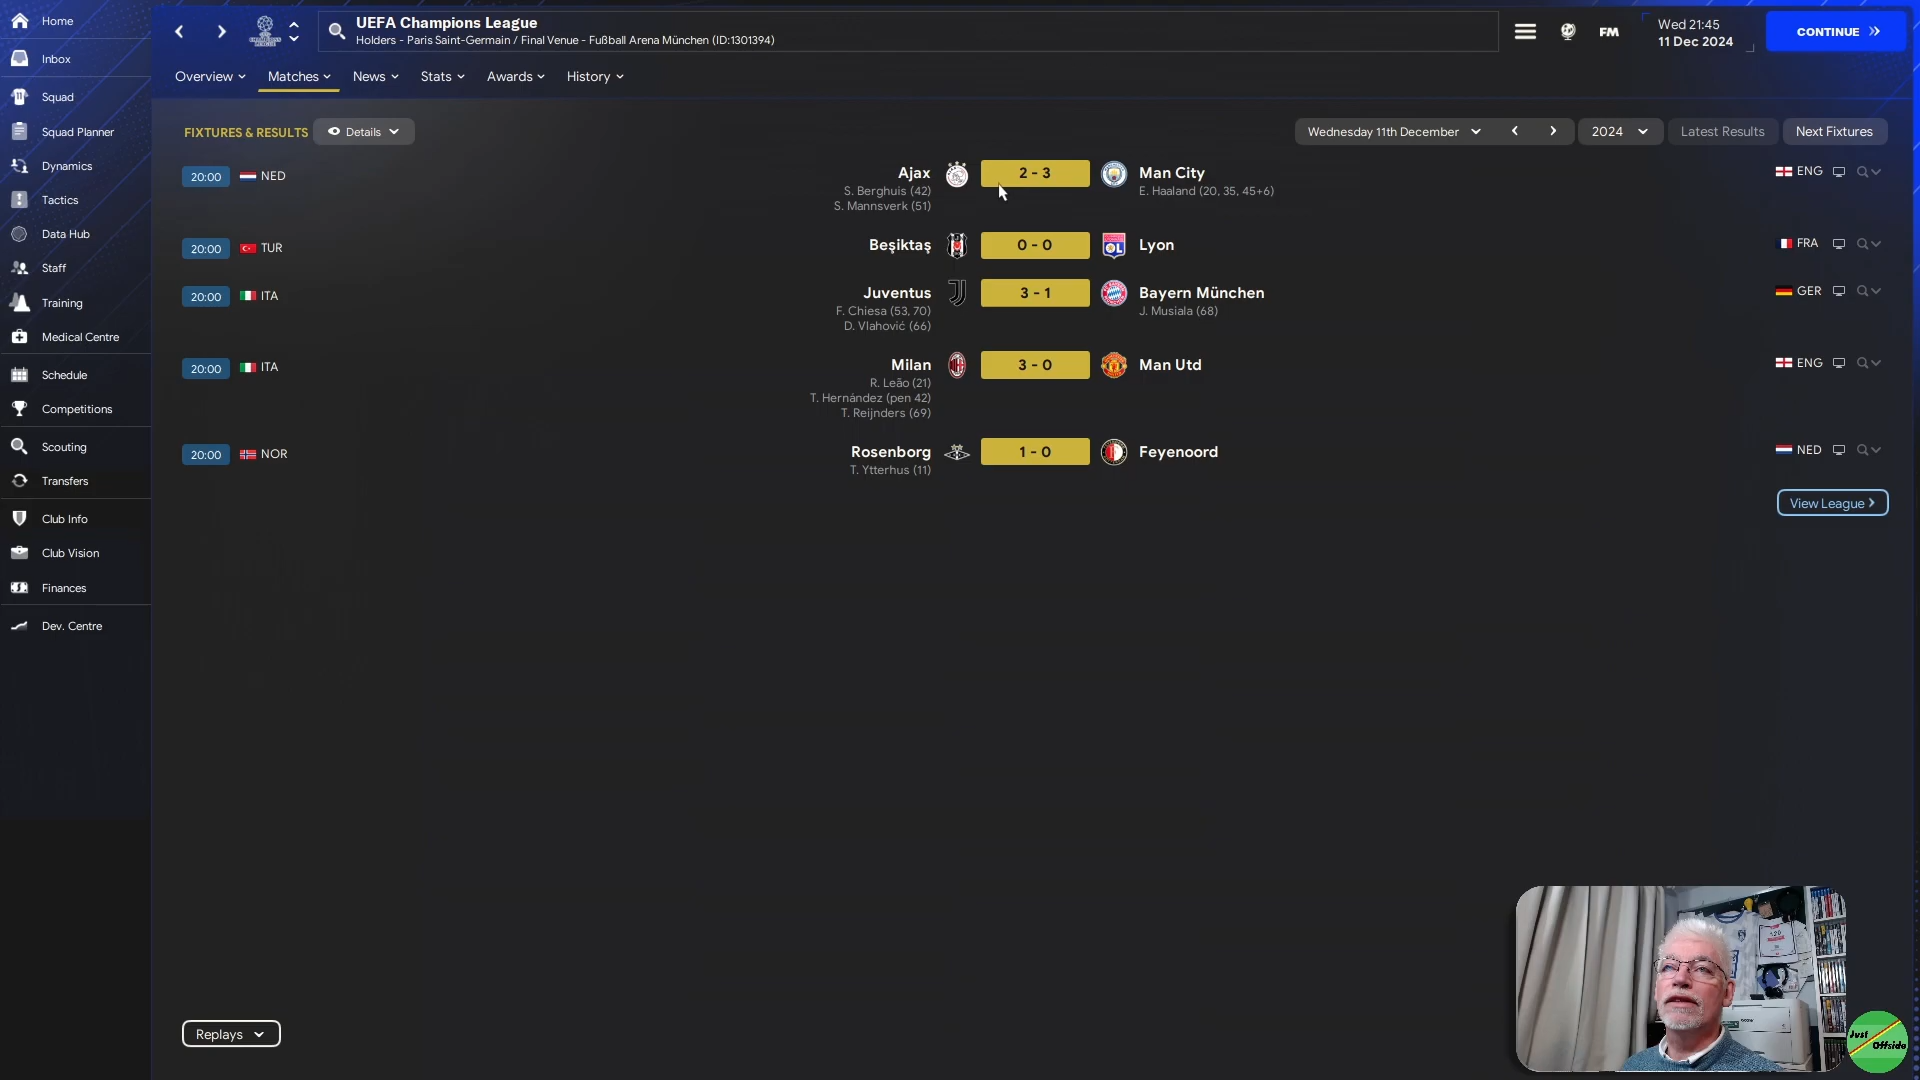 Home
Inbox
Squad
Squad Planner
Dynamics
Tactics
Data Hub
Staff
Training
Medical Centre
Schedule
Competitions
Scouting
Transfers
Club Info
Club Vision
Finances
Dev. Centre
UEFA Champions League
Holders - Paris Saint-Germain / Final Venue - Fußball Arena München (ID:1301394)
FM
Wed 21:45
11 Dec 2024
CONTINUE
Overview Matches News Stats Awards History
FIXTURES & RESULTS Details Wednesday 11th December 2024 Latest Results Next Fixtures
20:00 NED Ajax 2 - 3 Man City ENG
S. Berghuis (42) E. Haaland (20, 35, 45+6)
S. Mannsverk (51)
20:00 TUR Beşiktaş 0 - 0 Lyon FRA
20:00 ITA Juventus 3 - 1 Bayern München GER
F. Chiesa (53, 70) J. Musiala (68)
D. Vlahović (66)
20:00 ITA Milan 3 - 0 Man Utd ENG
R. Leão (21)
T. Hernández (pen 42)
T. Reijnders (69)
20:00 NOR Rosenborg 1 - 0 Feyenoord NED
T. Ytterhus (11)
View League
Replays
Just
Offside